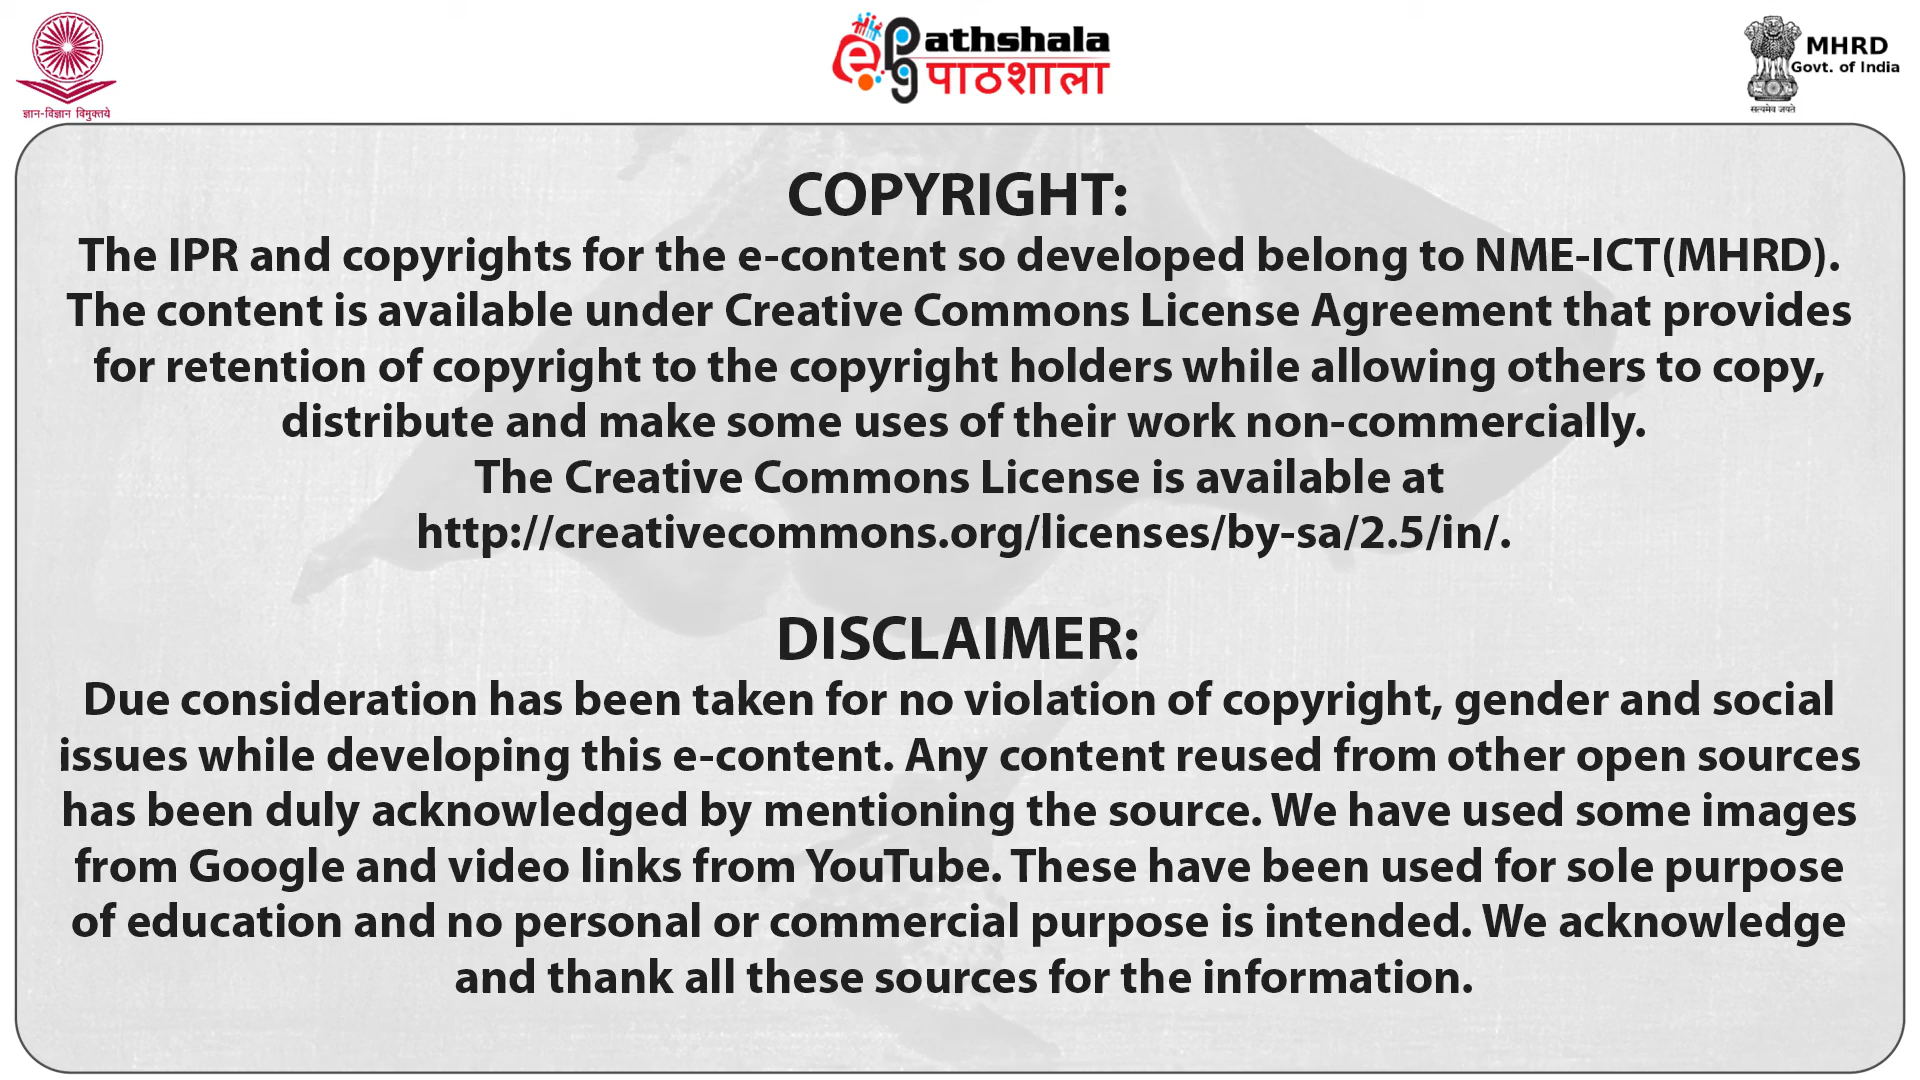 ज्ञान-विज्ञान विमुक्तये
e
Pathshala
पाठशाला
pg
MHRD
Govt. of India
सत्यमेव जयते
COPYRIGHT:
The IPR and copyrights for the e-content so developed belong to NME-ICT(MHRD).
The content is available under Creative Commons License Agreement that provides
for retention of copyright to the copyright holders while allowing others to copy,
distribute and make some uses of their work non-commercially.
The Creative Commons License is available at
http://creativecommons.org/licenses/by-sa/2.5/in/.
DISCLAIMER:
Due consideration has been taken for no violation of copyright, gender and social
issues while developing this e-content. Any content reused from other open sources
has been duly acknowledged by mentioning the source. We have used some images
from Google and video links from YouTube. These have been used for sole purpose
of education and no personal or commercial purpose is intended. We acknowledge
and thank all these sources for the information.